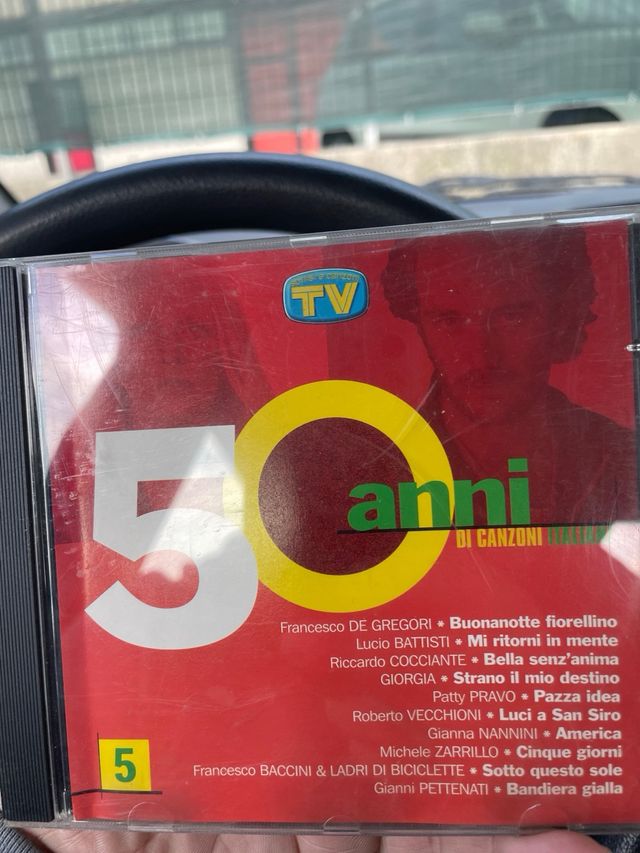 sorrisi e canzoni
TV
50
anni
DI CANZONI ITALIANE
Francesco DE GREGORI * Buonanotte fiorellino
Lucio BATTISTI * Mi ritorni in mente
Riccardo COCCIANTE * Bella senz'anima
GIORGIA * Strano il mio destino
Patty PRAVO * Pazza idea
Roberto VECCHIONI * Luci a San Siro
Gianna NANNINI * America
Michele ZARRILLO * Cinque giorni
Francesco BACCINI & LADRI DI BICICLETTE * Sotto questo sole
Gianni PETTENATI * Bandiera gialla
5